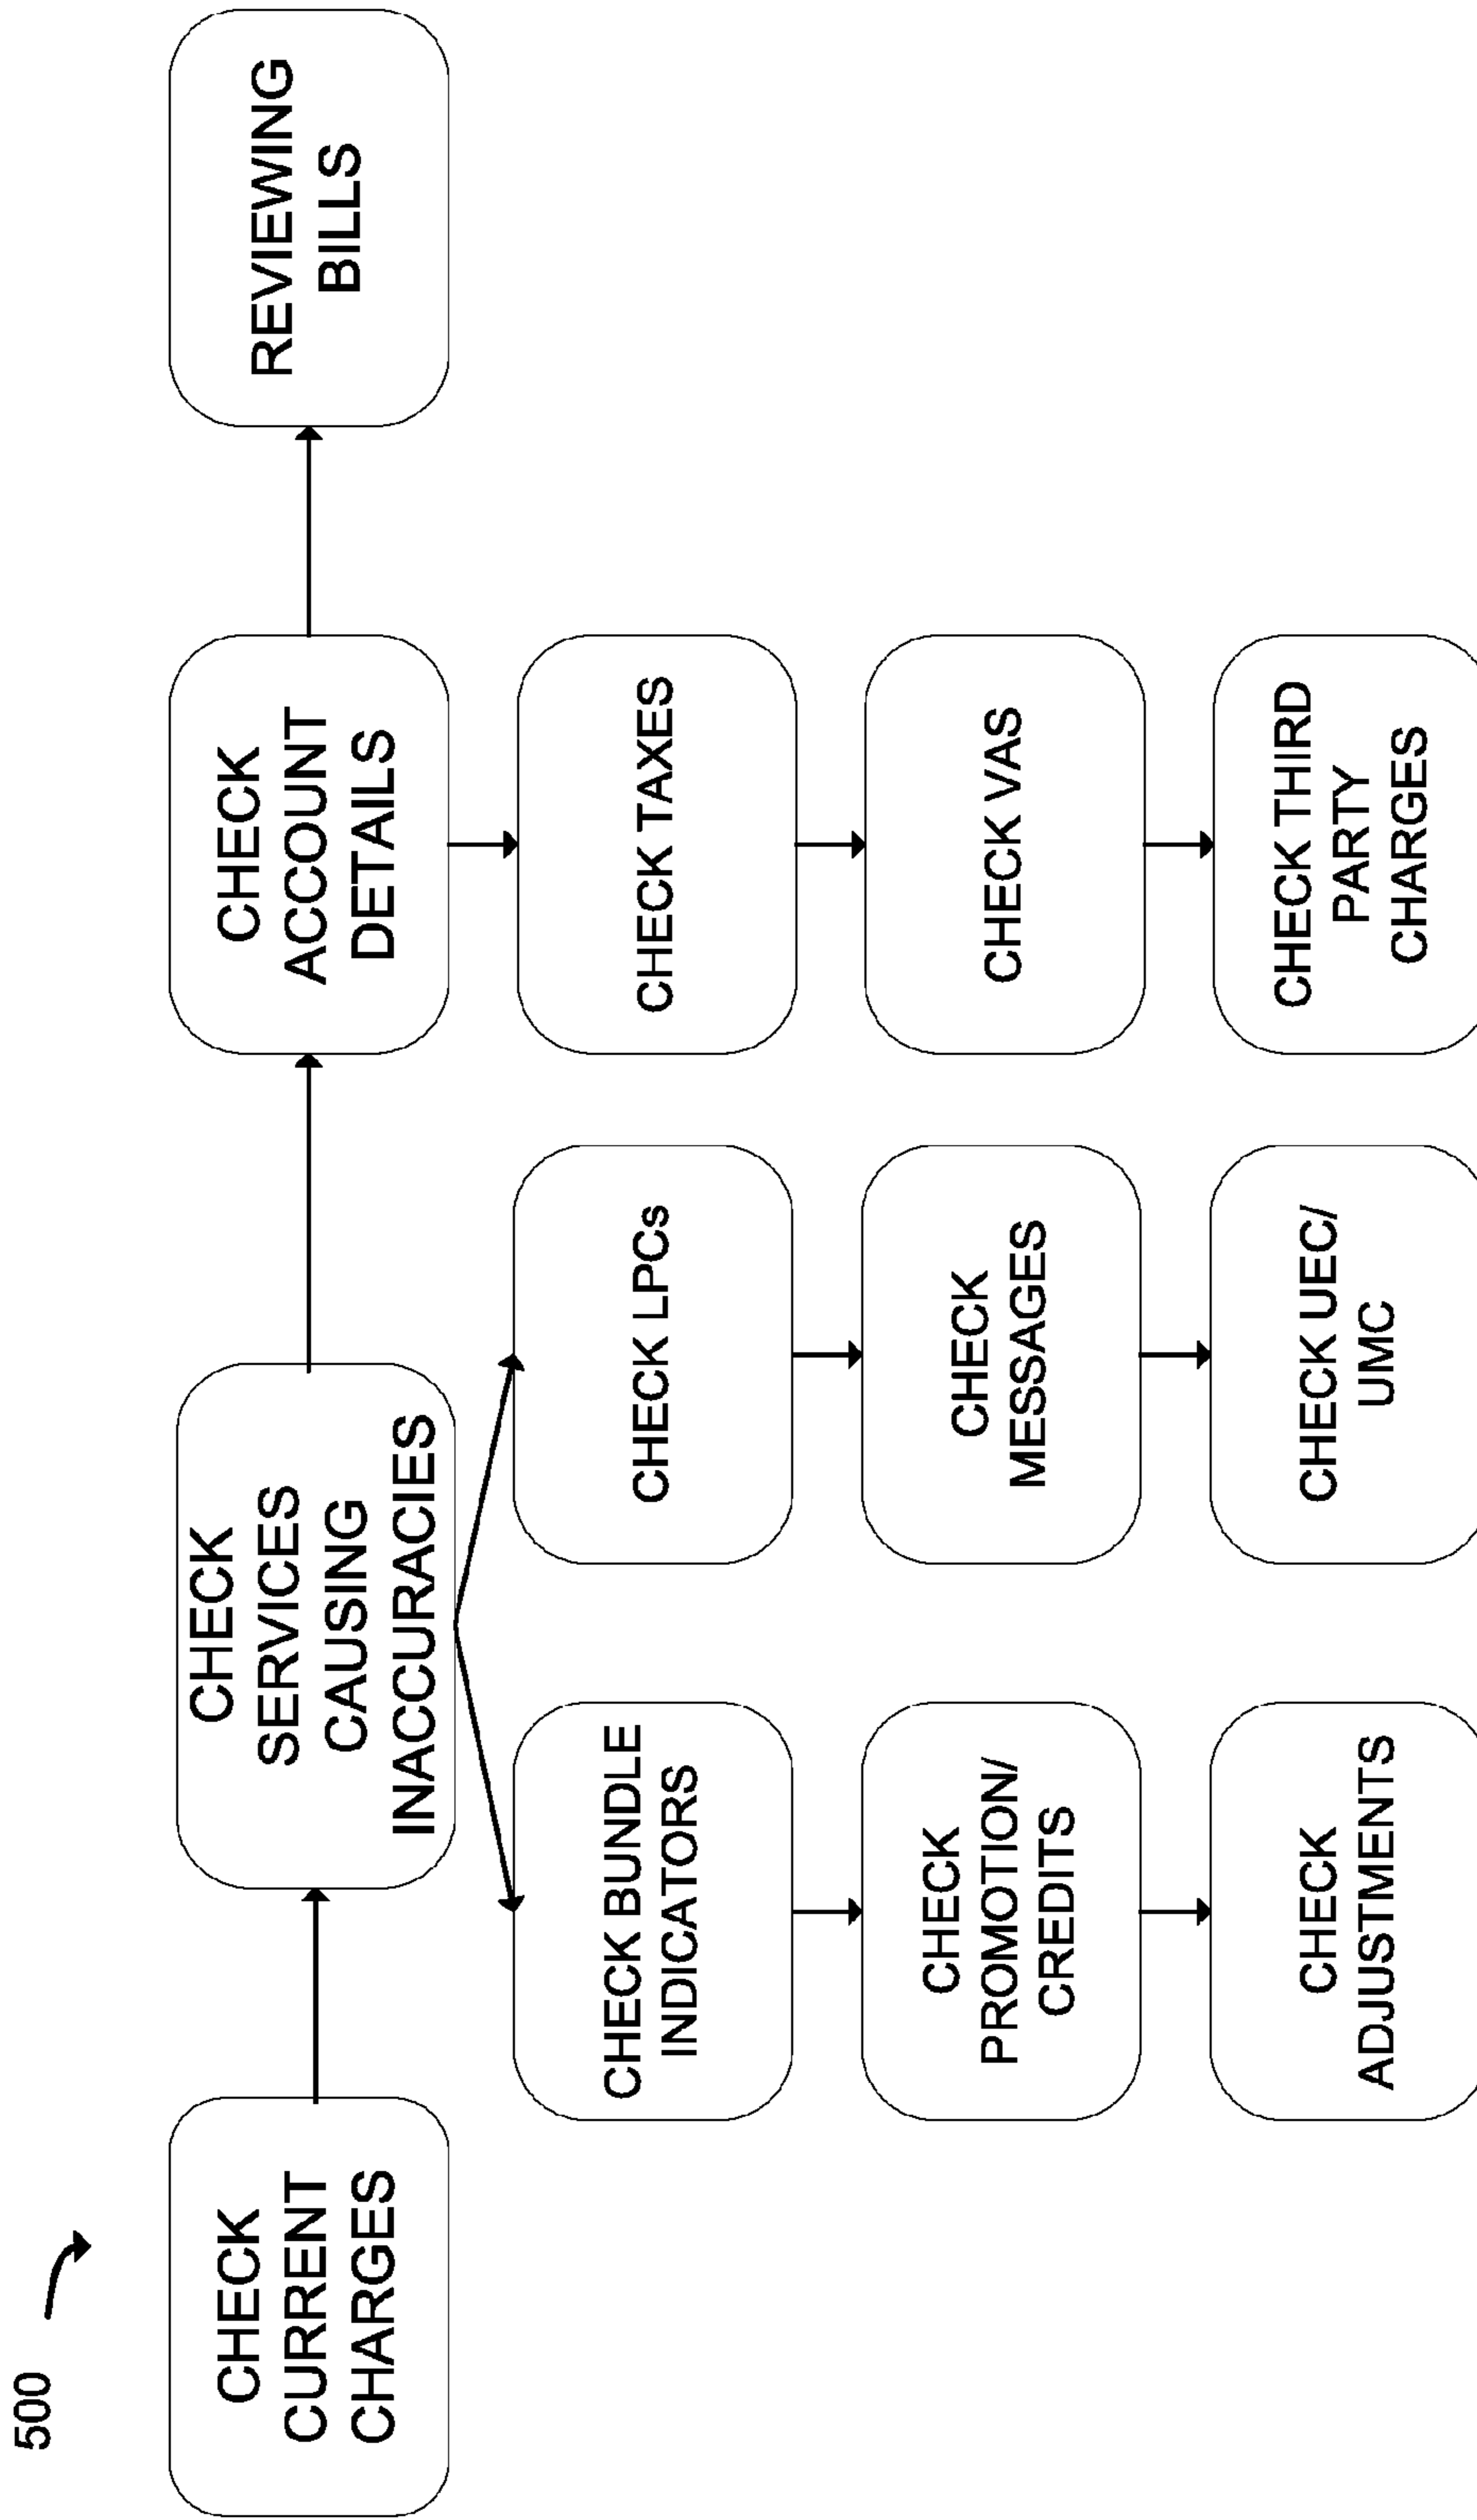 500
CHECK
CURRENT
CHARGES
CHECK
SERVICES
CAUSING
INACCURACIES
CHECK
ACCOUNT
DETAILS
REVIEWING
BILLS
CHECK BUNDLE
INDICATORS
CHECK
PROMOTION/
CREDITS
CHECK
ADJUSTMENTS
CHECK LPCs
CHECK
MESSAGES
CHECK UEC/
UMC
CHECK TAXES
CHECK VAS
CHECK THIRD
PARTY
CHARGES